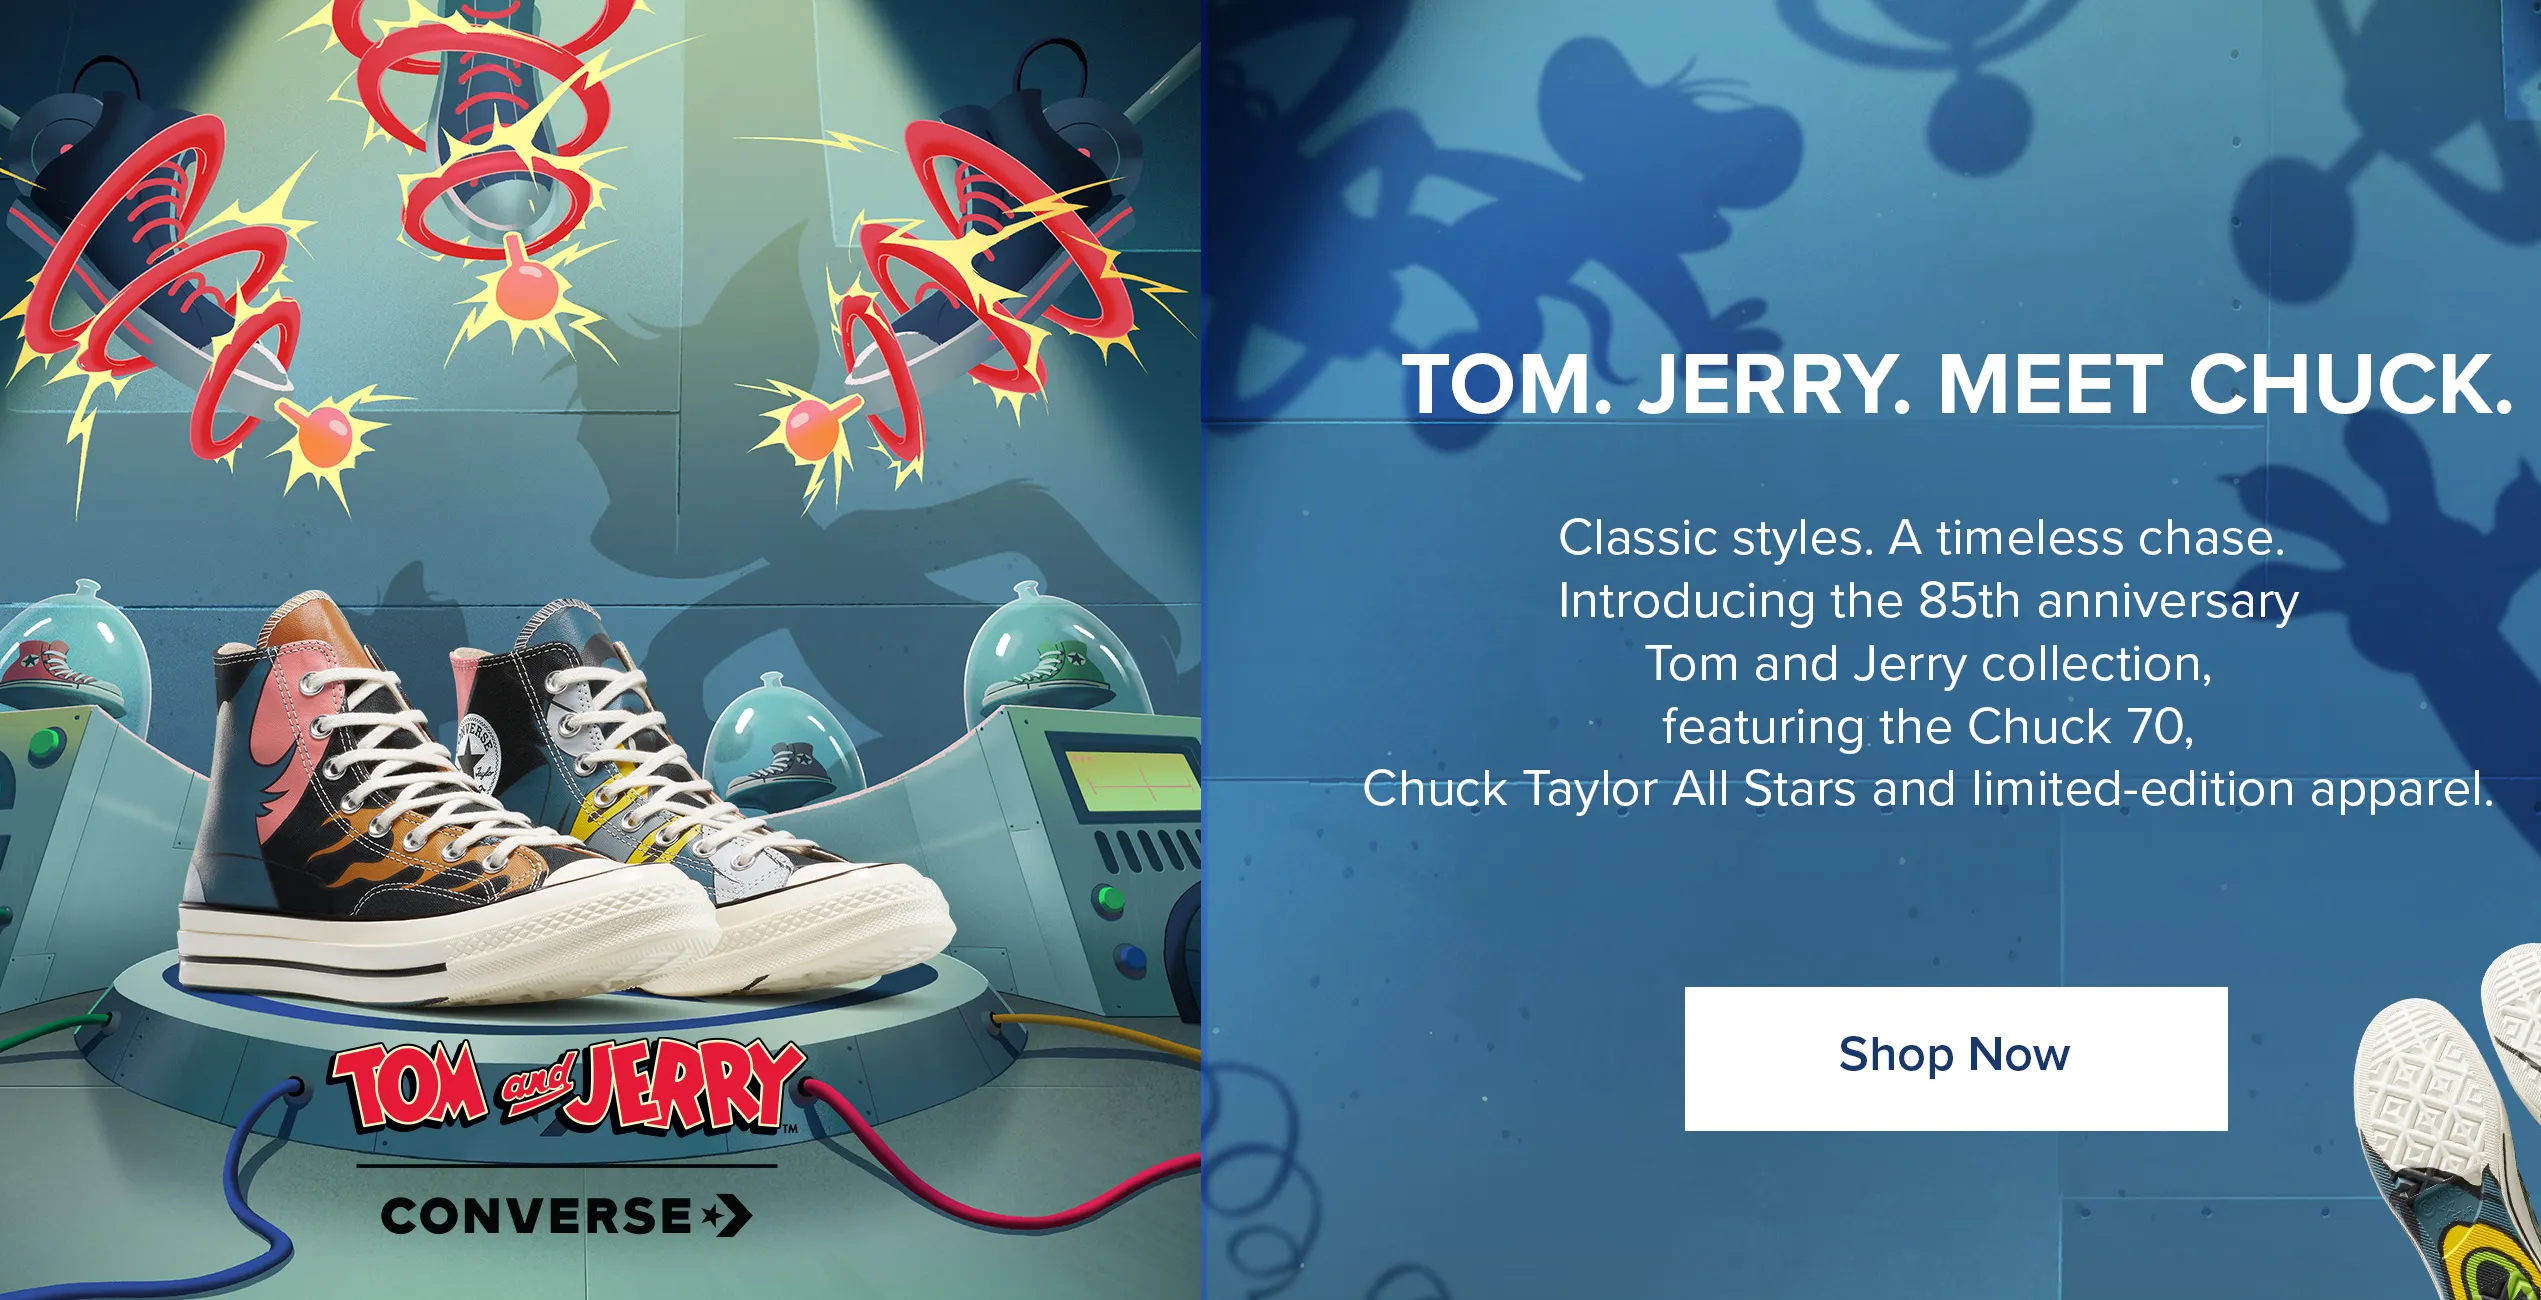 TOM and JERRY™
CONVERSE
TOM. JERRY. MEET CHUCK.
Classic styles. A timeless chase.
Introducing the 85th anniversary
Tom and Jerry collection,
featuring the Chuck 70,
Chuck Taylor All Stars and limited-edition apparel.
Shop Now